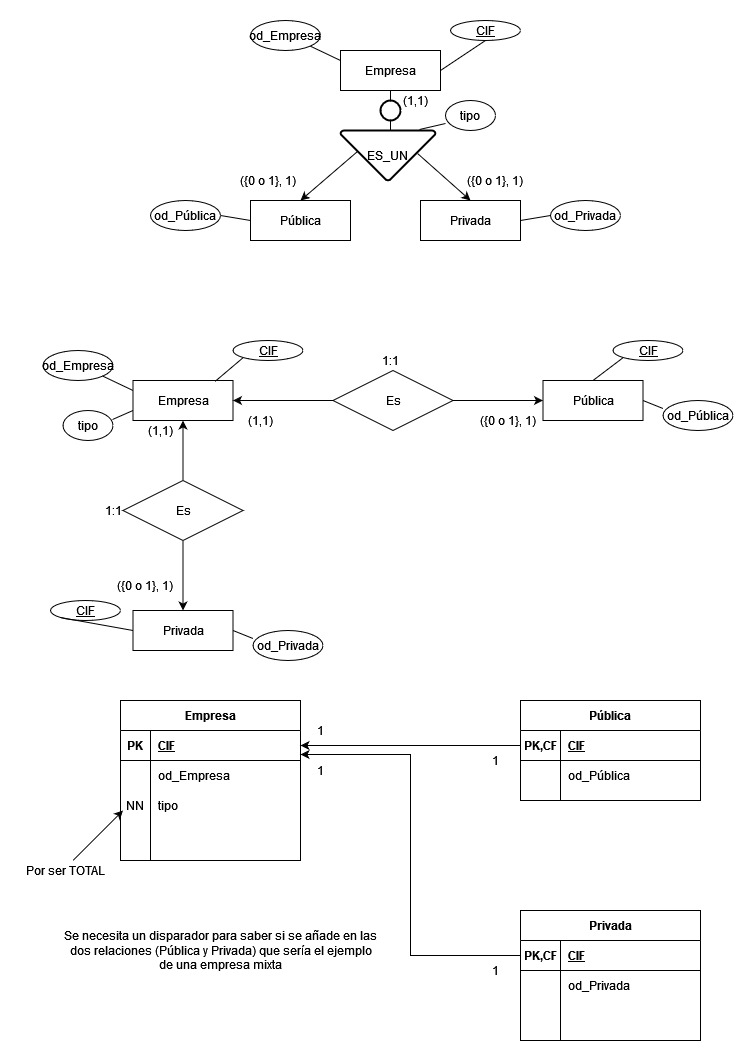 od_Empresa
CIF
Empresa
(1,1)
tipo
ES_UN
({0 o 1}, 1)
({0 o 1}, 1)
od_Pública
Pública
Privada
od_Privada
CIF
od_Empresa
Empresa
tipo
(1,1)
(1,1)
1:1
Es
CIF
Pública
({0 o 1}, 1)
od_Pública
1:1
Es
({0 o 1}, 1)
CIF
Privada
od_Privada
Empresa
PK
CIF
od_Empresa
NN
tipo
Por ser TOTAL
1
1
1
Pública
PK,CF
CIF
od_Pública
Se necesita un disparador para saber si se añade en las
dos relaciones (Pública y Privada) que sería el ejemplo
de una empresa mixta
1
Privada
PK,CF
CIF
od_Privada